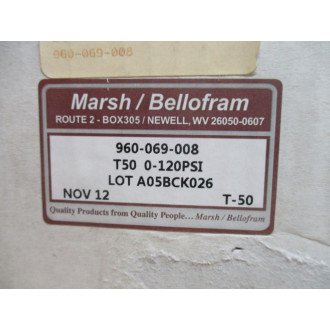 960-069-008
Marsh / Bellofram
ROUTE 2 - BOX305 / NEWELL, WV 26050-0607
960-069-008
T50 0-120PSI
LOT A05BCK026
NOV 12 T-50
Quality Products from Quality People... Marsh / Bellofram